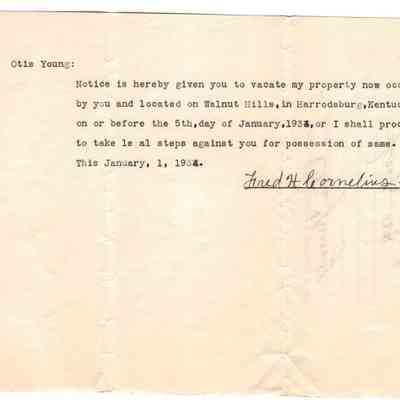 Otis Young:
Notice is hereby given you to vacate my property now occ
by you and located on Walnut Hills,in Harrodsburg,Kentuc
on or before the 5th,day of January,1934,or I shall proc
to take le al steps against you for possession of same.
This January, 1, 1934.
Fred H Cornelius